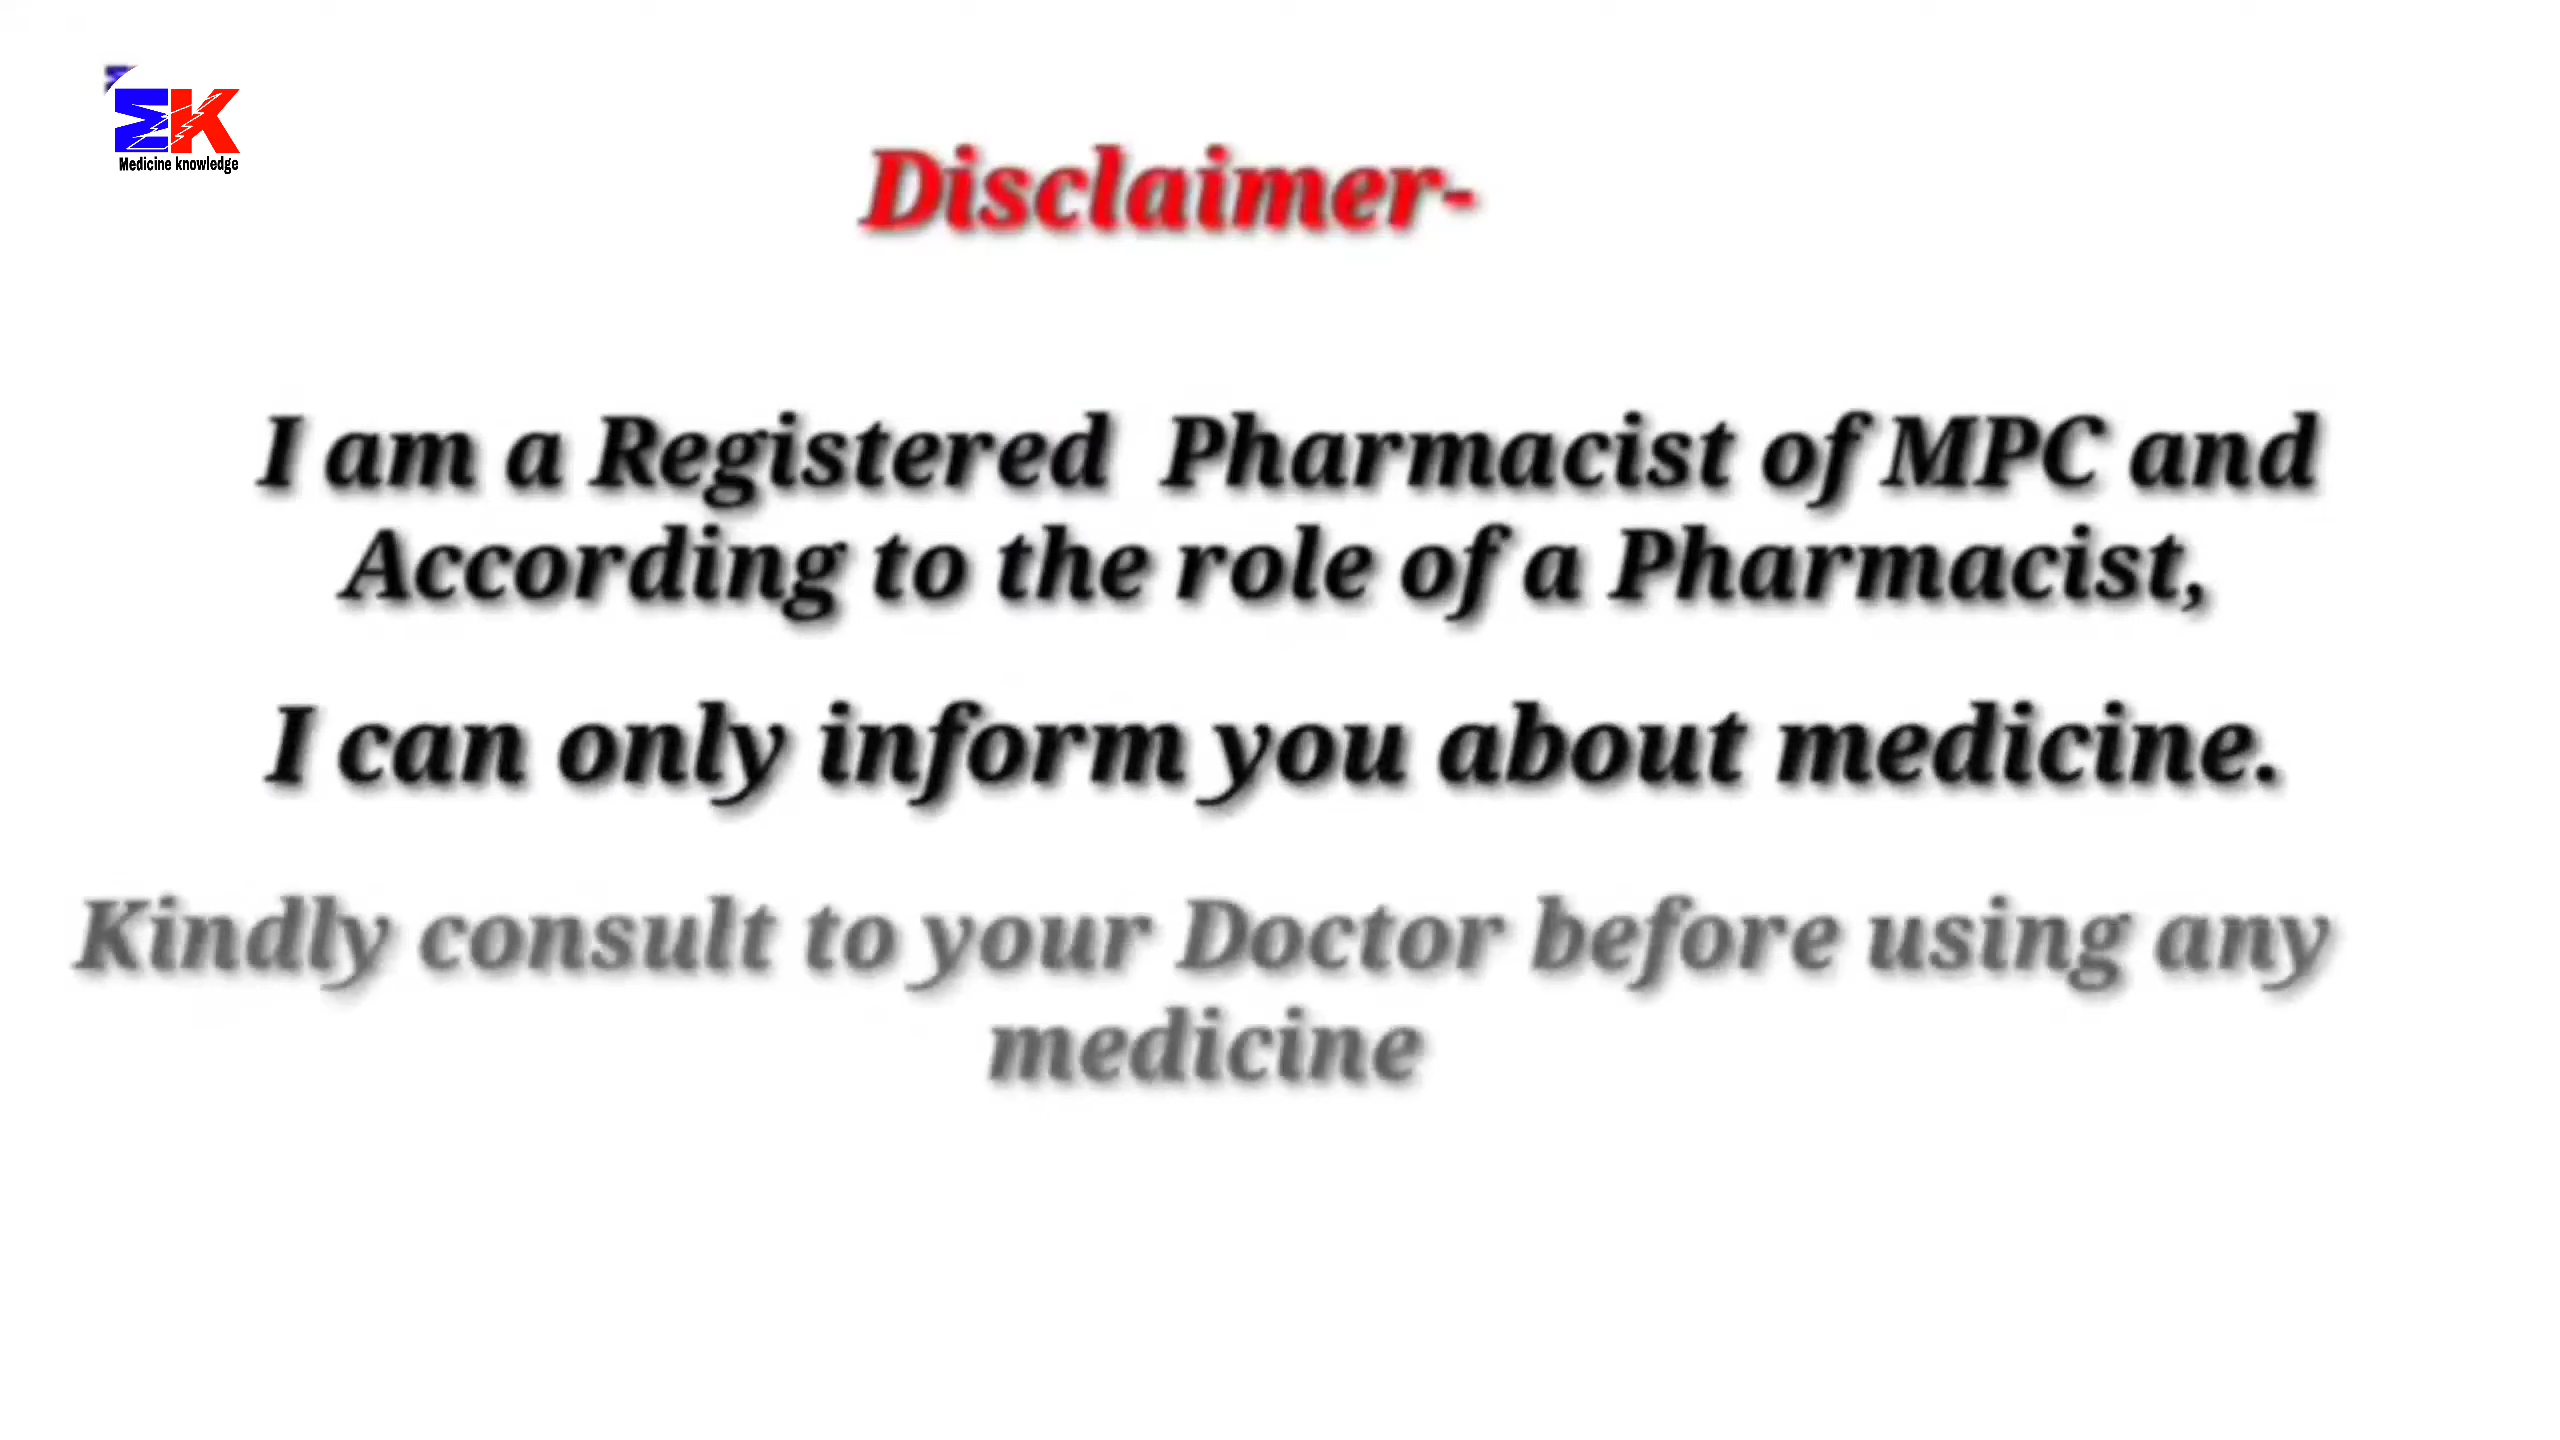 MK
Medicine knowledge
Disclaimer-
I am a Registered Pharmacist of MPC and
According to the role of a Pharmacist,
I can only inform you about medicine.
Kindly consult to your Doctor before using any
medicine